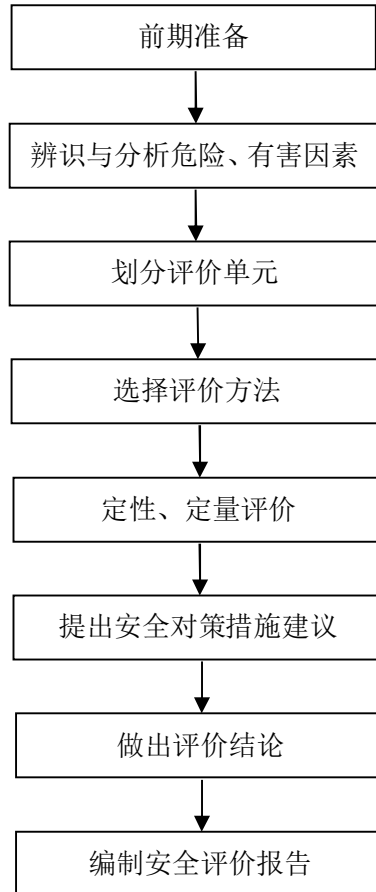 前期准备
辨识与分析危险、有害因素
划分评价单元
选择评价方法
定性、定量评价
提出安全对策措施建议
做出评价结论
编制安全评价报告